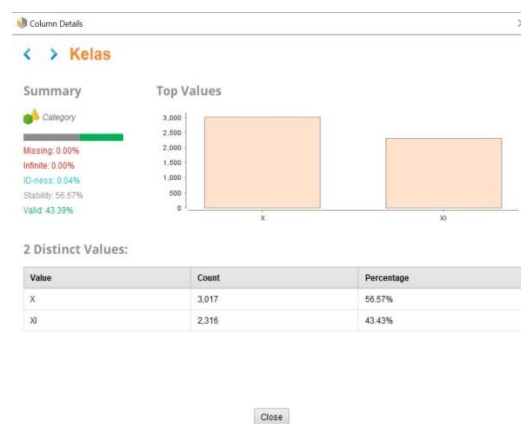 Column Details
Kelas
Summary
Top Values
Category
Missing: 0.00%
Infinite: 0.00%
ID-ness: 0.04%
Stability: 56.57%
Valid: 43.39%
3,000
2,500
2,000
1,500
1,000
500
0
X
XI
2 Distinct Values:
Value Count Percentage
X 3,017 56.57%
XI 2,316 43.43%
Close